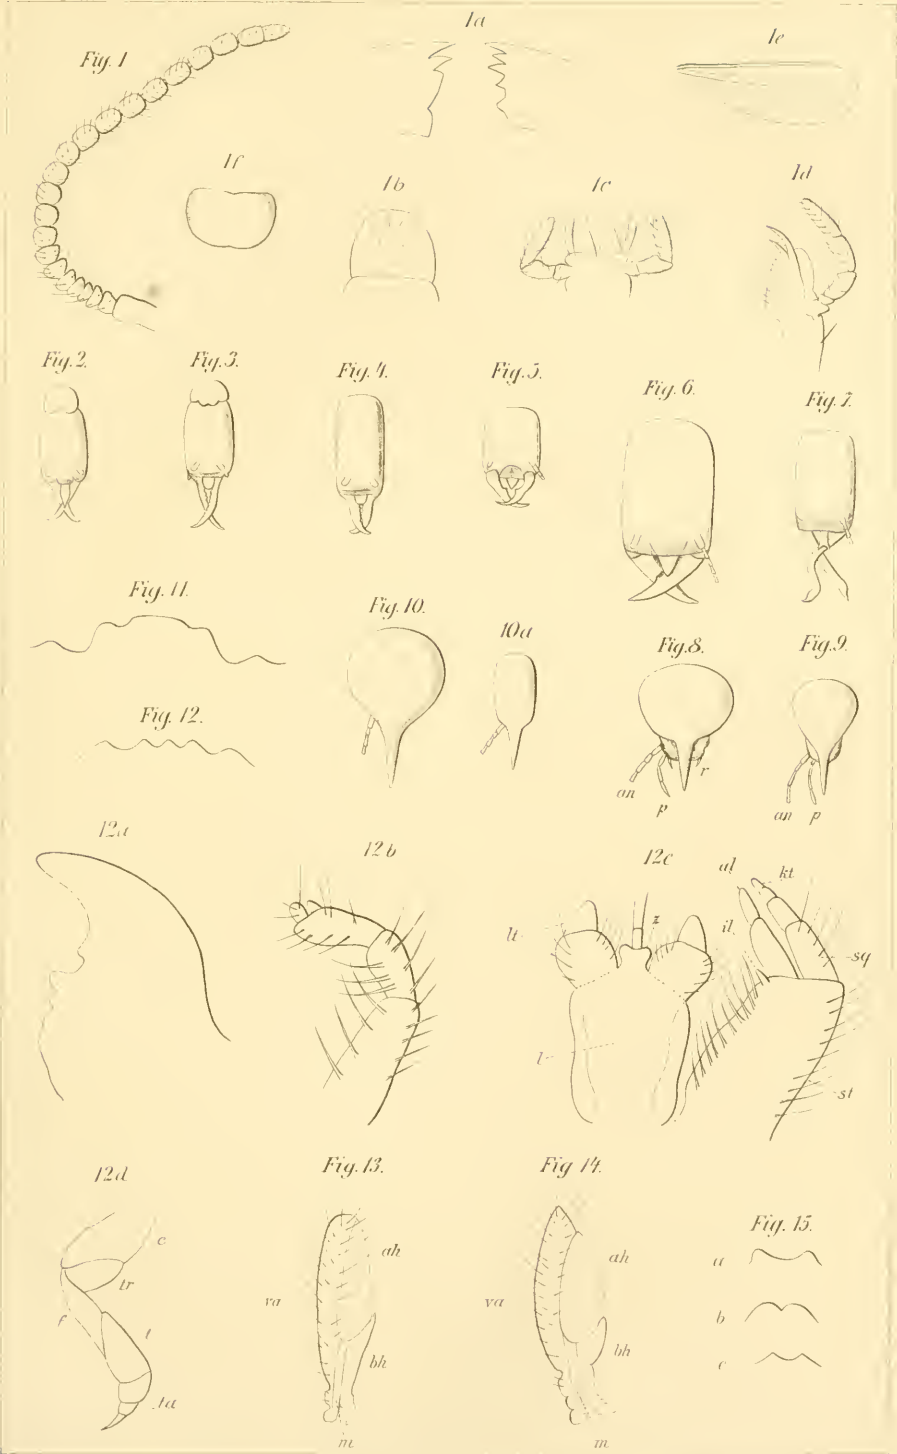 1a
1e
Fig. 1
1f
1b
1c
1d
Fig. 2.
Fig. 3.
Fig. 4.
Fig. 5.
Fig. 6.
Fig. 7.
Fig. 11.
Fig. 10.
10a
Fig. 8.
Fig. 9.
Fig. 12.
r
an
p
an
p
12a
12b
12c
al
kt
lt
z
il
sq
l
st
12d
Fig. 13.
Fig 14.
Fig. 15.
c
ah
ah
a
tr
va
va
f
t
bh
bh
b
c
ta
m
m